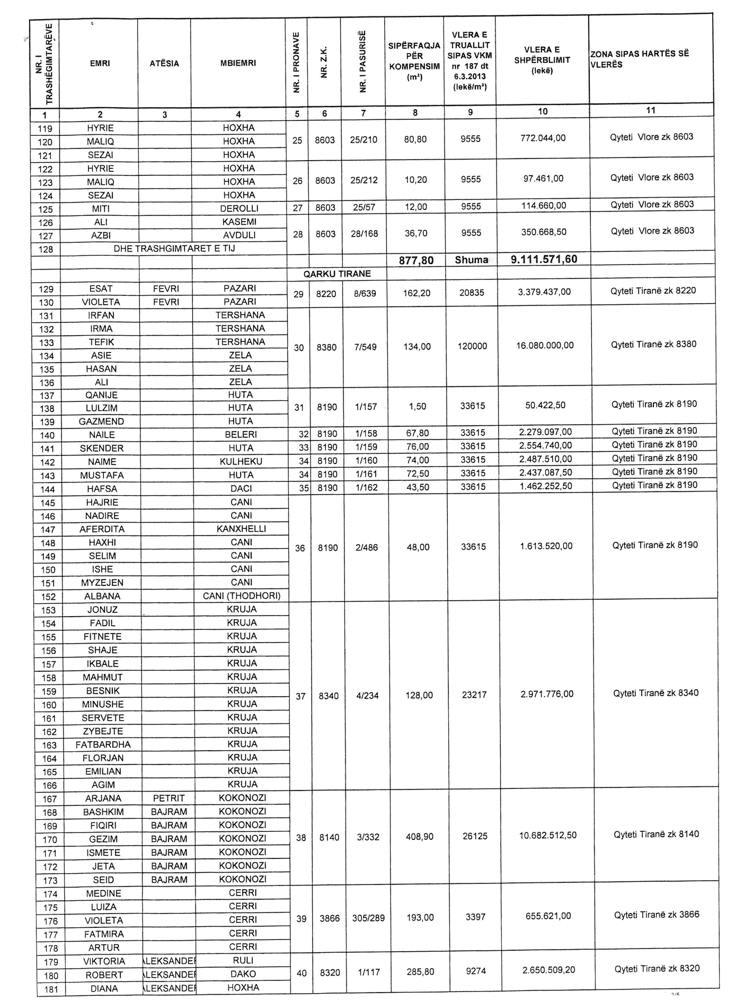 NR. I TRASHËGIMTARËVE EMRI ATËSIA MBIEMRI NR. I PRONAVE NR. Z.K. NR. I PASURISË SIPËRFAQJA PËR KOMPENSIM (m²) VLERA E TRUALLIT SIPAS VKM nr 187 dt 6.3.2013 (lekë/m²) VLERA E SHPËRBLIMIT (lekë) ZONA SIPAS HARTËS SË VLERËS
1 2 3 4 5 6 7 8 9 10 11
119 HYRIE HOXHA
120 MALIQ HOXHA 25 8603 25/210 80,80 9555 772.044,00 Qyteti Vlore zk 8603
121 SEZAI HOXHA
122 HYRIE HOXHA
123 MALIQ HOXHA 26 8603 25/212 10,20 9555 97.461,00 Qyteti Vlore zk 8603
124 SEZAI HOXHA
125 MITI DEROLLI 27 8603 25/57 12,00 9555 114.660,00 Qyteti Vlore zk 8603
126 ALI KASEMI
127 AZBI AVDULI 28 8603 28/168 36,70 9555 350.668,50 Qyteti Vlore zk 8603
128 DHE TRASHGIMTARET E TIJ
877,80 Shuma 9.111.571,60
QARKU TIRANE
129 ESAT FEVRI PAZARI 29 8220 8/639 162,20 20835 3.379.437,00 Qyteti Tiranë zk 8220
130 VIOLETA FEVRI PAZARI
131 IRFAN TERSHANA
132 IRMA TERSHANA
133 TEFIK TERSHANA 30 8380 7/549 134,00 120000 16.080.000,00 Qyteti Tiranë zk 8380
134 ASIE ZELA
135 HASAN ZELA
136 ALI ZELA
137 QANIJE HUTA
138 LULZIM HUTA 31 8190 1/157 1,50 33615 50.422,50 Qyteti Tiranë zk 8190
139 GAZMEND HUTA
140 NAILE BELERI 32 8190 1/158 67,80 33615 2.279.097,00 Qyteti Tiranë zk 8190
141 SKENDER HUTA 33 8190 1/159 76,00 33615 2.554.740,00 Qyteti Tiranë zk 8190
142 NAIME KULHEKU 34 8190 1/160 74,00 33615 2.487.510,00 Qyteti Tiranë zk 8190
143 MUSTAFA HUTA 34 8190 1/161 72,50 33615 2.437.087,50 Qyteti Tiranë zk 8190
144 HAFSA DACI 35 8190 1/162 43,50 33615 1.462.252,50 Qyteti Tiranë zk 8190
145 HAJRIE CANI
146 NADIRE CANI
147 AFERDITA KANXHELLI
148 HAXHI CANI 36 8190 2/486 48,00 33615 1.613.520,00 Qyteti Tiranë zk 8190
149 SELIM CANI
150 ISHE CANI
151 MYZEJEN CANI
152 ALBANA CANI (THODHORI)
153 JONUZ KRUJA
154 FADIL KRUJA
155 FITNETE KRUJA
156 SHAJE KRUJA
157 IKBALE KRUJA
158 MAHMUT KRUJA
159 BESNIK KRUJA 37 8340 4/234 128,00 23217 2.971.776,00 Qyteti Tiranë zk 8340
160 MINUSHE KRUJA
161 SERVETE KRUJA
162 ZYBEJTE KRUJA
163 FATBARDHA KRUJA
164 FLORJAN KRUJA
165 EMILIAN KRUJA
166 AGIM KRUJA
167 ARJANA PETRIT KOKONOZI
168 BASHKIM BAJRAM KOKONOZI
169 FIQIRI BAJRAM KOKONOZI
170 GEZIM BAJRAM KOKONOZI 38 8140 3/332 408,90 26125 10.682.512,50 Qyteti Tiranë zk 8140
171 ISMETE BAJRAM KOKONOZI
172 JETA BAJRAM KOKONOZI
173 SEID BAJRAM KOKONOZI
174 MEDINE CERRI
175 LUIZA CERRI
176 VIOLETA CERRI 39 3866 305/289 193,00 3397 655.621,00 Qyteti Tiranë zk 3866
177 FATMIRA CERRI
178 ARTUR CERRI
179 VIKTORIA ALEKSANDER RULI
180 ROBERT ALEKSANDER DAKO 40 8320 1/117 285,80 9274 2.650.509,20 Qyteti Tiranë zk 8320
181 DIANA ALEKSANDER HOXHA